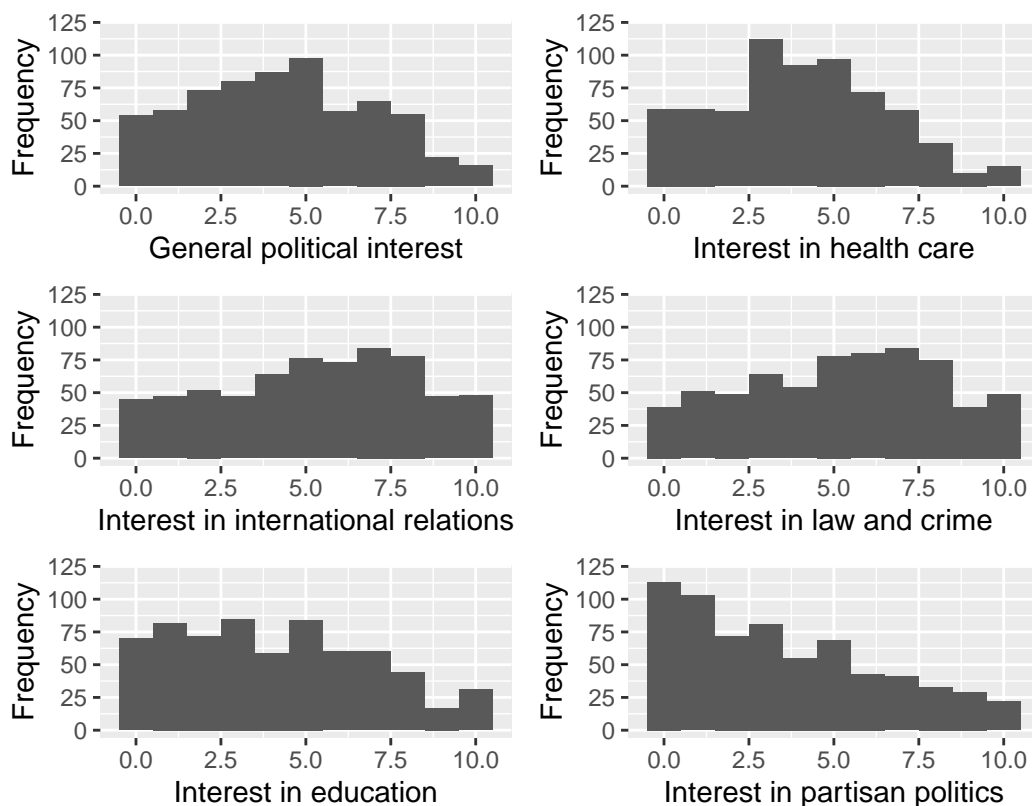 125
100
75
50
25
0
Frequency
0.0 2.5 5.0 7.5 10.0
General political interest
125
100
75
50
25
0
Frequency
0.0 2.5 5.0 7.5 10.0
Interest in health care
125
100
75
50
25
0
Frequency
0.0 2.5 5.0 7.5 10.0
Interest in international relations
125
100
75
50
25
0
Frequency
0.0 2.5 5.0 7.5 10.0
Interest in law and crime
125
100
75
50
25
0
Frequency
0.0 2.5 5.0 7.5 10.0
Interest in education
125
100
75
50
25
0
Frequency
0.0 2.5 5.0 7.5 10.0
Interest in partisan politics